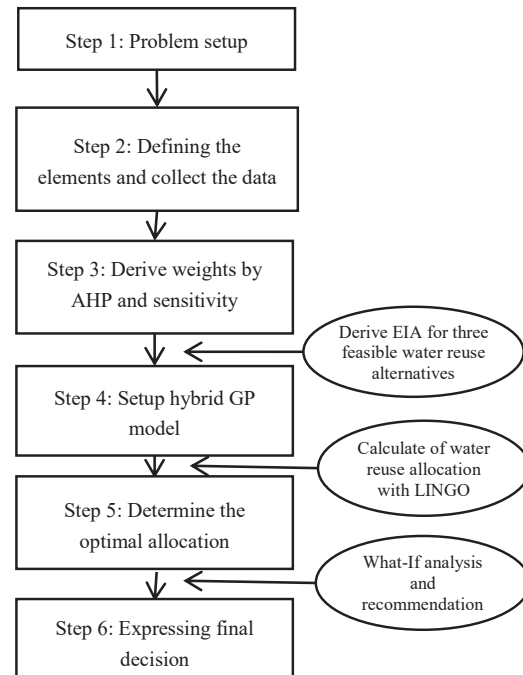 Step 1: Problem setup
Step 2: Defining the
elements and collect the data
Step 3: Derive weights by
AHP and sensitivity
Derive EIA for three
feasible water reuse
alternatives
Step 4: Setup hybrid GP
model
Calculate of water
reuse allocation
with LINGO
Step 5: Determine the
optimal allocation
What-If analysis
and
recommendation
Step 6: Expressing final
decision